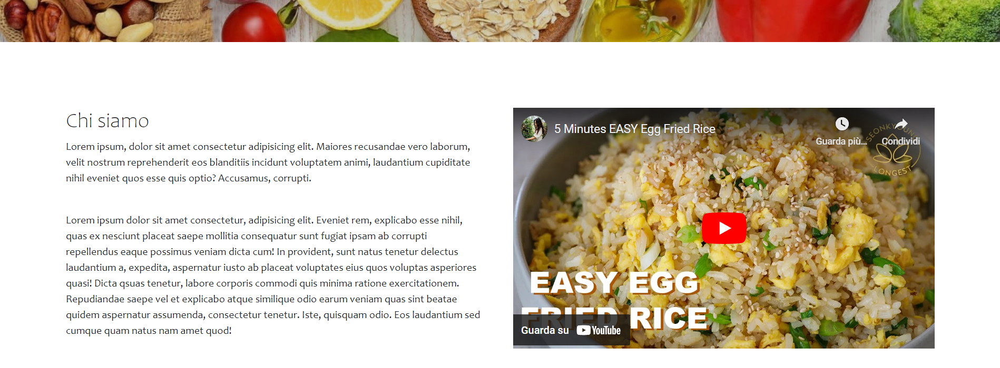 Chi siamo
Lorem ipsum, dolor sit amet consectetur adipisicing elit. Maiores recusandae vero laborum,
velit nostrum reprehenderit eos blanditiis incidunt voluptatem animi, laudantium cupiditate
nihil eveniet quos esse quis optio? Accusamus, corrupti.
Lorem ipsum dolor sit amet consectetur, adipisicing elit. Eveniet rem, explicabo esse nihil,
quas ex nesciunt placeat saepe mollitia consequatur sunt fugiat ipsam ab corrupti
repellendus eaque possimus veniam dicta cum! In provident, sunt natus tenetur delectus
laudantium a, expedita, aspernatur iusto ab placeat voluptates eius quos voluptas asperiores
quasi! Dicta qsuas tenetur, labore corporis commodi quis minima ratione exercitationem.
Repudiandae saepe vel et explicabo atque similique odio earum veniam quas sint beatae
quidem aspernatur assumenda, consectetur tenetur. Iste, quisquam odio. Eos laudantium sed
cumque quam natus nam amet quod!
5 Minutes EASY Egg Fried Rice
Guarda più...
Condividi
LONGEST
EASY EGG
FRIED RICE
Guarda su YouTube